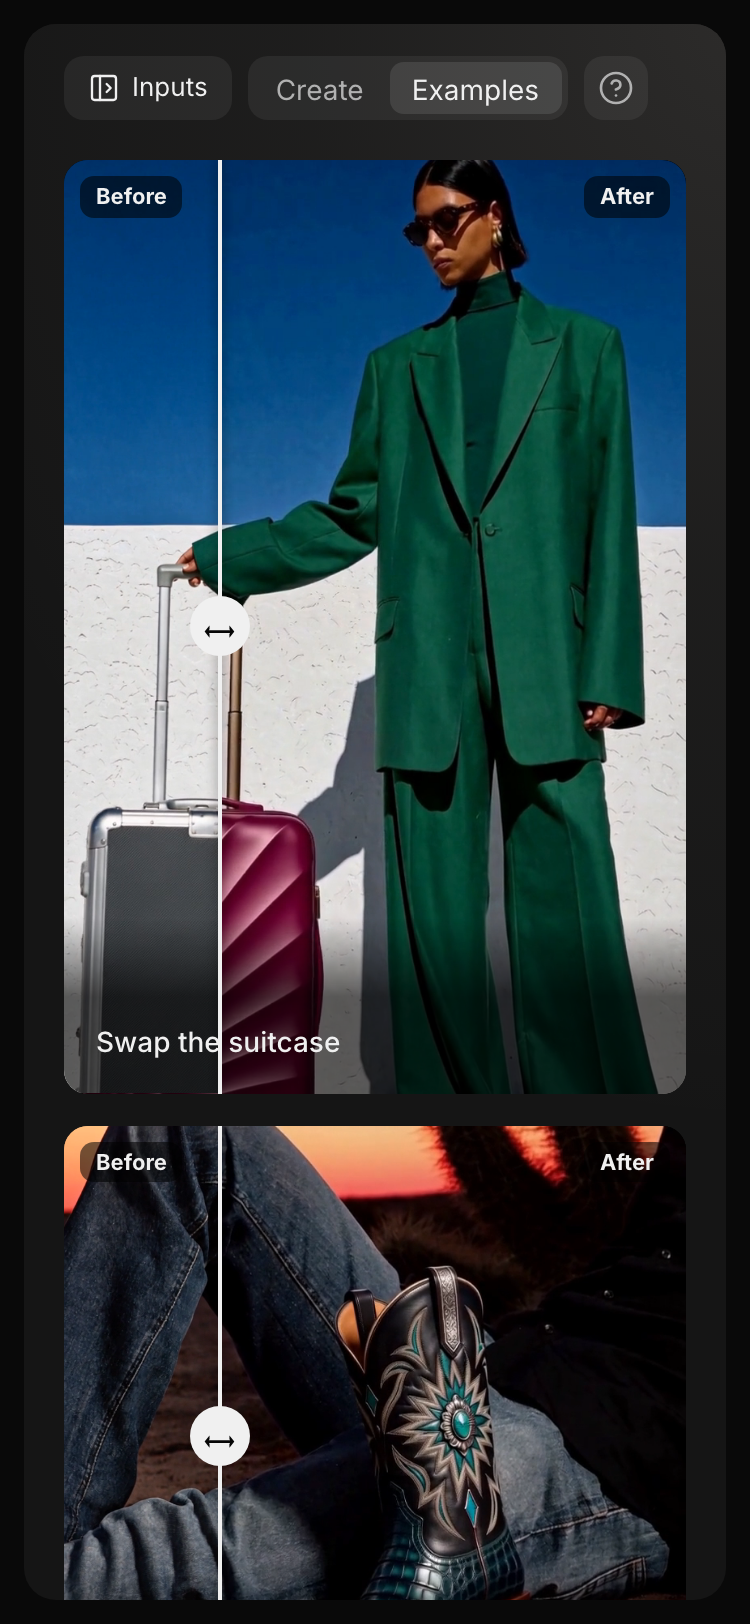 Inputs
Create
Examples
Before
After
Swap the suitcase
Before
After